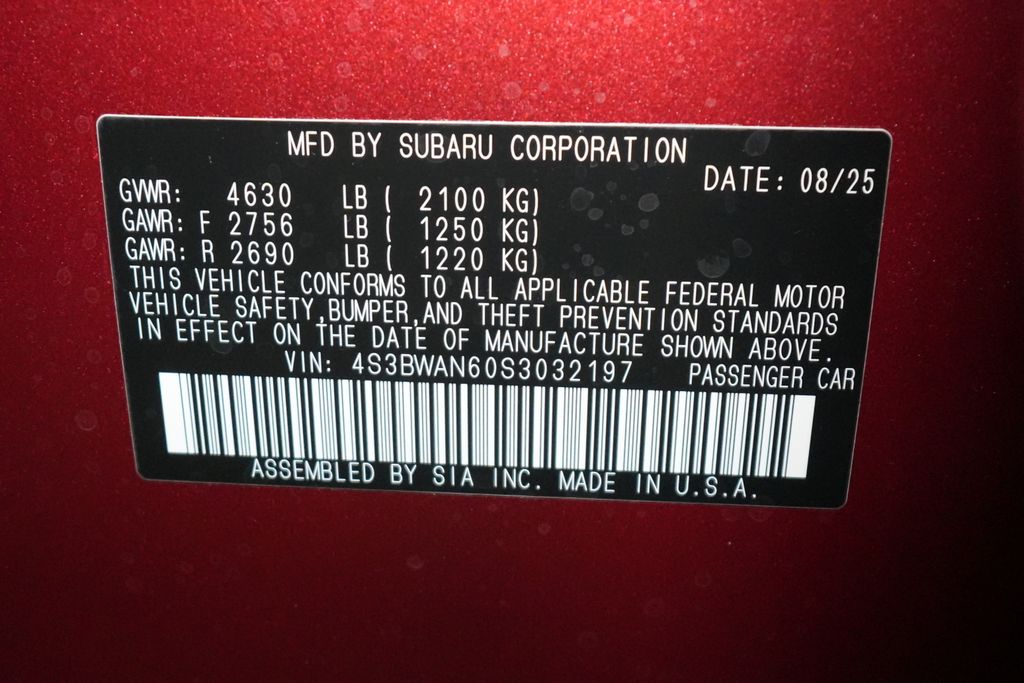 MFD BY SUBARU CORPORATION
DATE: 08/25
GVWR: 4630 LB ( 2100 KG)
GAWR: F 2756 LB ( 1250 KG)
GAWR: R 2690 LB ( 1220 KG)
THIS VEHICLE CONFORMS TO ALL APPLICABLE FEDERAL MOTOR
VEHICLE SAFETY,BUMPER,AND THEFT PREVENTION STANDARDS
IN EFFECT ON THE DATE OF MANUFACTURE SHOWN ABOVE.
VIN: 4S3BWAN60S3032197 PASSENGER CAR
ASSEMBLED BY SIA INC. MADE IN U.S.A.